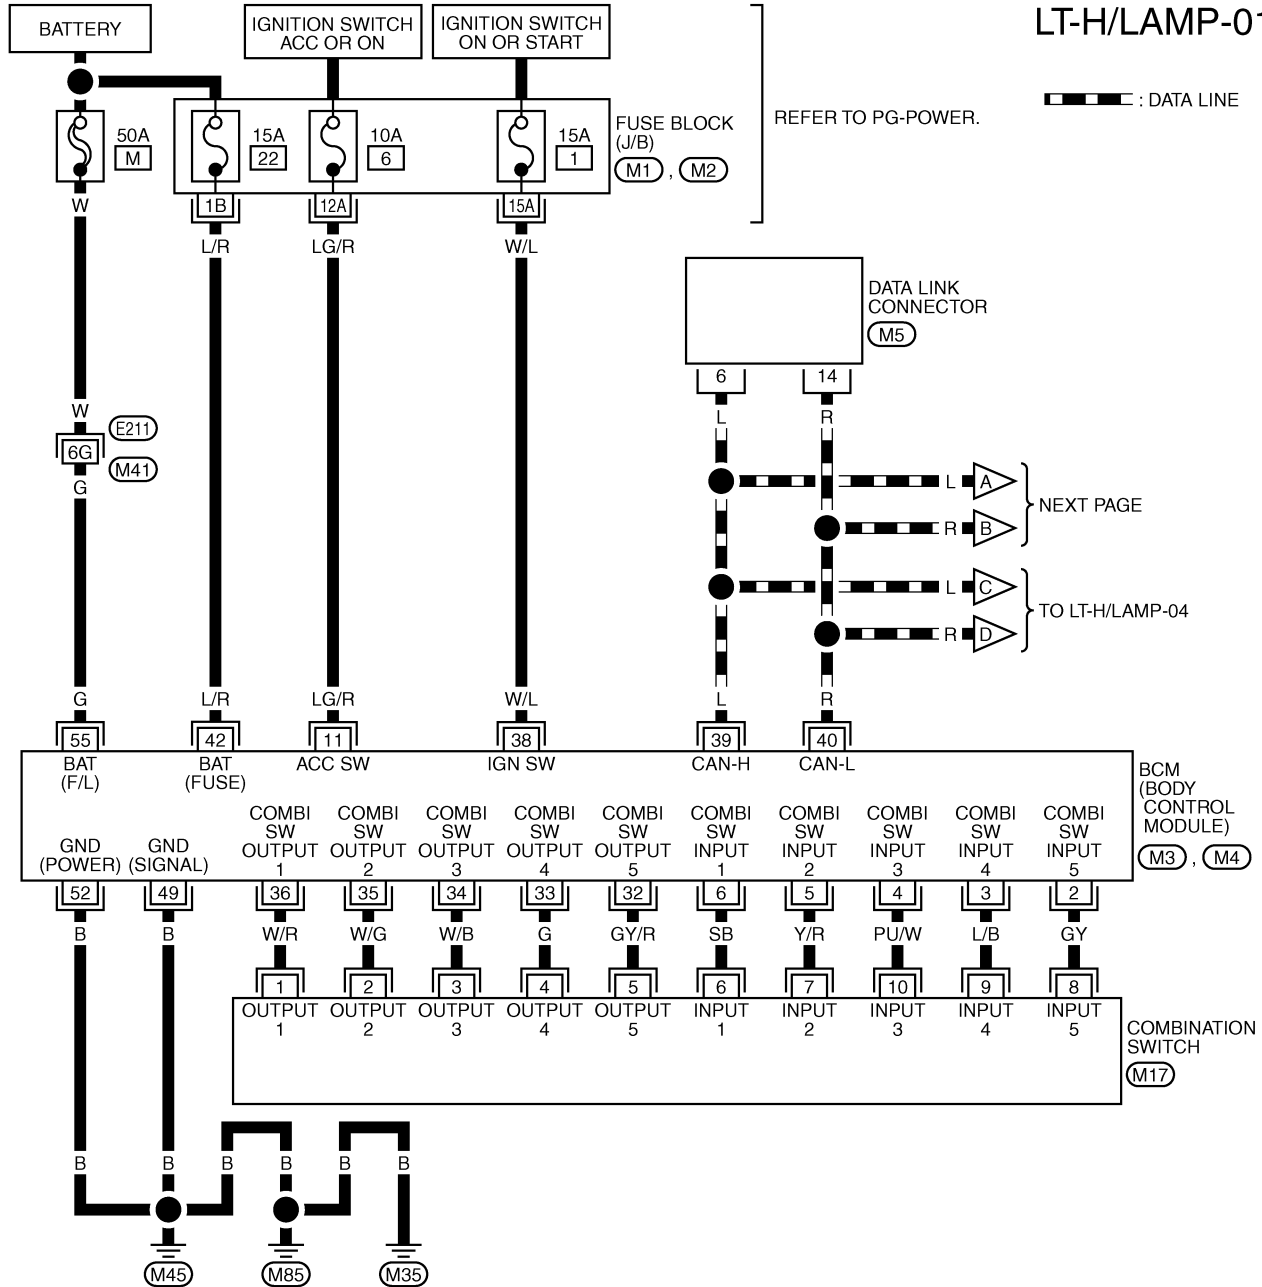 LT-H/LAMP-01
BATTERY
IGNITION SWITCH
ACC OR ON
IGNITION SWITCH
ON OR START
: DATA LINE
REFER TO PG-POWER.
50A
M
15A
22
10A
6
15A
1
FUSE BLOCK
(J/B)
M1 , M2
W
1B
12A
15A
L/R
LG/R
W/L
DATA LINK
CONNECTOR
M5
6
14
L
R
W
E211
6G
M41
G
L A
R B
NEXT PAGE
L C
R D
TO LT-H/LAMP-04
G
L/R
LG/R
W/L
L
R
55
42
11
38
39
40
BAT
(F/L)
BAT
(FUSE)
ACC SW
IGN SW
CAN-H
CAN-L
BCM
(BODY
CONTROL
MODULE)
M3 , M4
GND
(POWER)
GND
(SIGNAL)
COMBI
SW
OUTPUT
1
COMBI
SW
OUTPUT
2
COMBI
SW
OUTPUT
3
COMBI
SW
OUTPUT
4
COMBI
SW
OUTPUT
5
COMBI
SW
INPUT
1
COMBI
SW
INPUT
2
COMBI
SW
INPUT
3
COMBI
SW
INPUT
4
COMBI
SW
INPUT
5
52
49
36
35
34
33
32
6
5
4
3
2
B
B
W/R
W/G
W/B
G
GY/R
SB
Y/R
PU/W
L/B
GY
1
2
3
4
5
6
7
10
9
8
OUTPUT
1
OUTPUT
2
OUTPUT
3
OUTPUT
4
OUTPUT
5
INPUT
1
INPUT
2
INPUT
3
INPUT
4
INPUT
5
COMBINATION
SWITCH
M17
B
B
B
B
B
B
M45
M85
M35